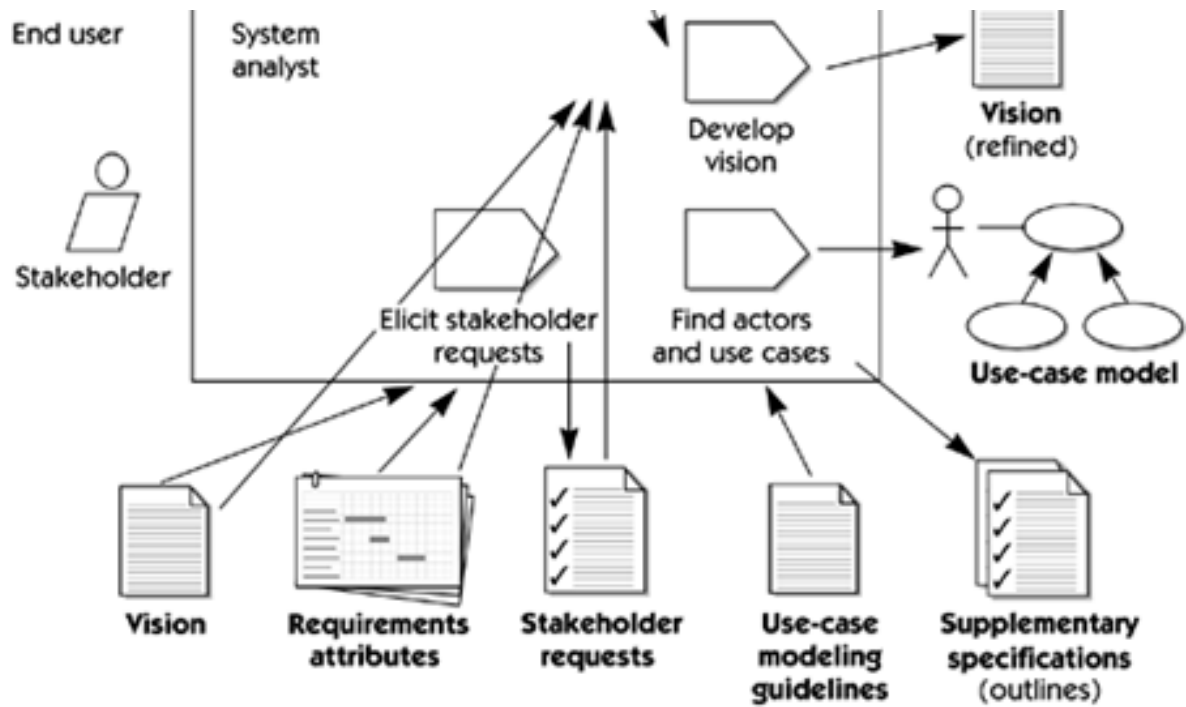 End user
System
analyst
Develop
vision
Vision
(refined)
Stakeholder
Elicit stakeholder
requests
Find actors
and use cases
Use-case model
Vision
Requirements
attributes
Stakeholder
requests
Use-case
modeling
guidelines
Supplementary
specifications
(outlines)